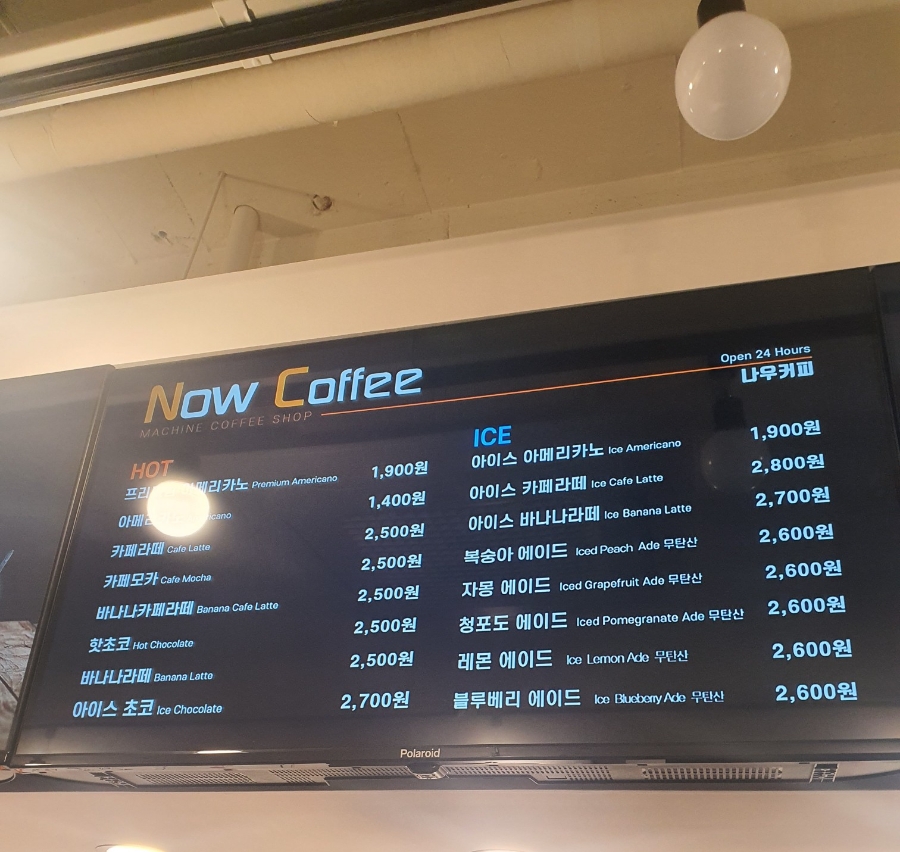 Now Coffee
MACHINE COFFEE SHOP
Open 24 Hours
나우커피
HOT
Premium Americano 1,900원
1,400원
카페라떼 Cafe Latte 2,500원
카페모카 Cafe Mocha 2,500원
바나나카페라떼 Banana Cafe Latte 2,500원
핫초코 Hot Chocolate 2,500원
바나나라떼 Banana Latte 2,500원
아이스 초코 Ice Chocolate 2,700원
ICE
아이스 아메리카노 Ice Americano 1,900원
아이스 카페라떼 Ice Cafe Latte 2,800원
아이스 바나나라떼 Ice Banana Latte 2,700원
복숭아 에이드 Iced Peach Ade 무탄산 2,600원
자몽 에이드 Iced Grapefruit Ade 무탄산 2,600원
청포도 에이드 Iced Pomegranate Ade 무탄산 2,600원
레몬 에이드 Ice Lemon Ade 무탄산 2,600원
블루베리 에이드 Ice Blueberry Ade 무탄산 2,600원
Polaroid